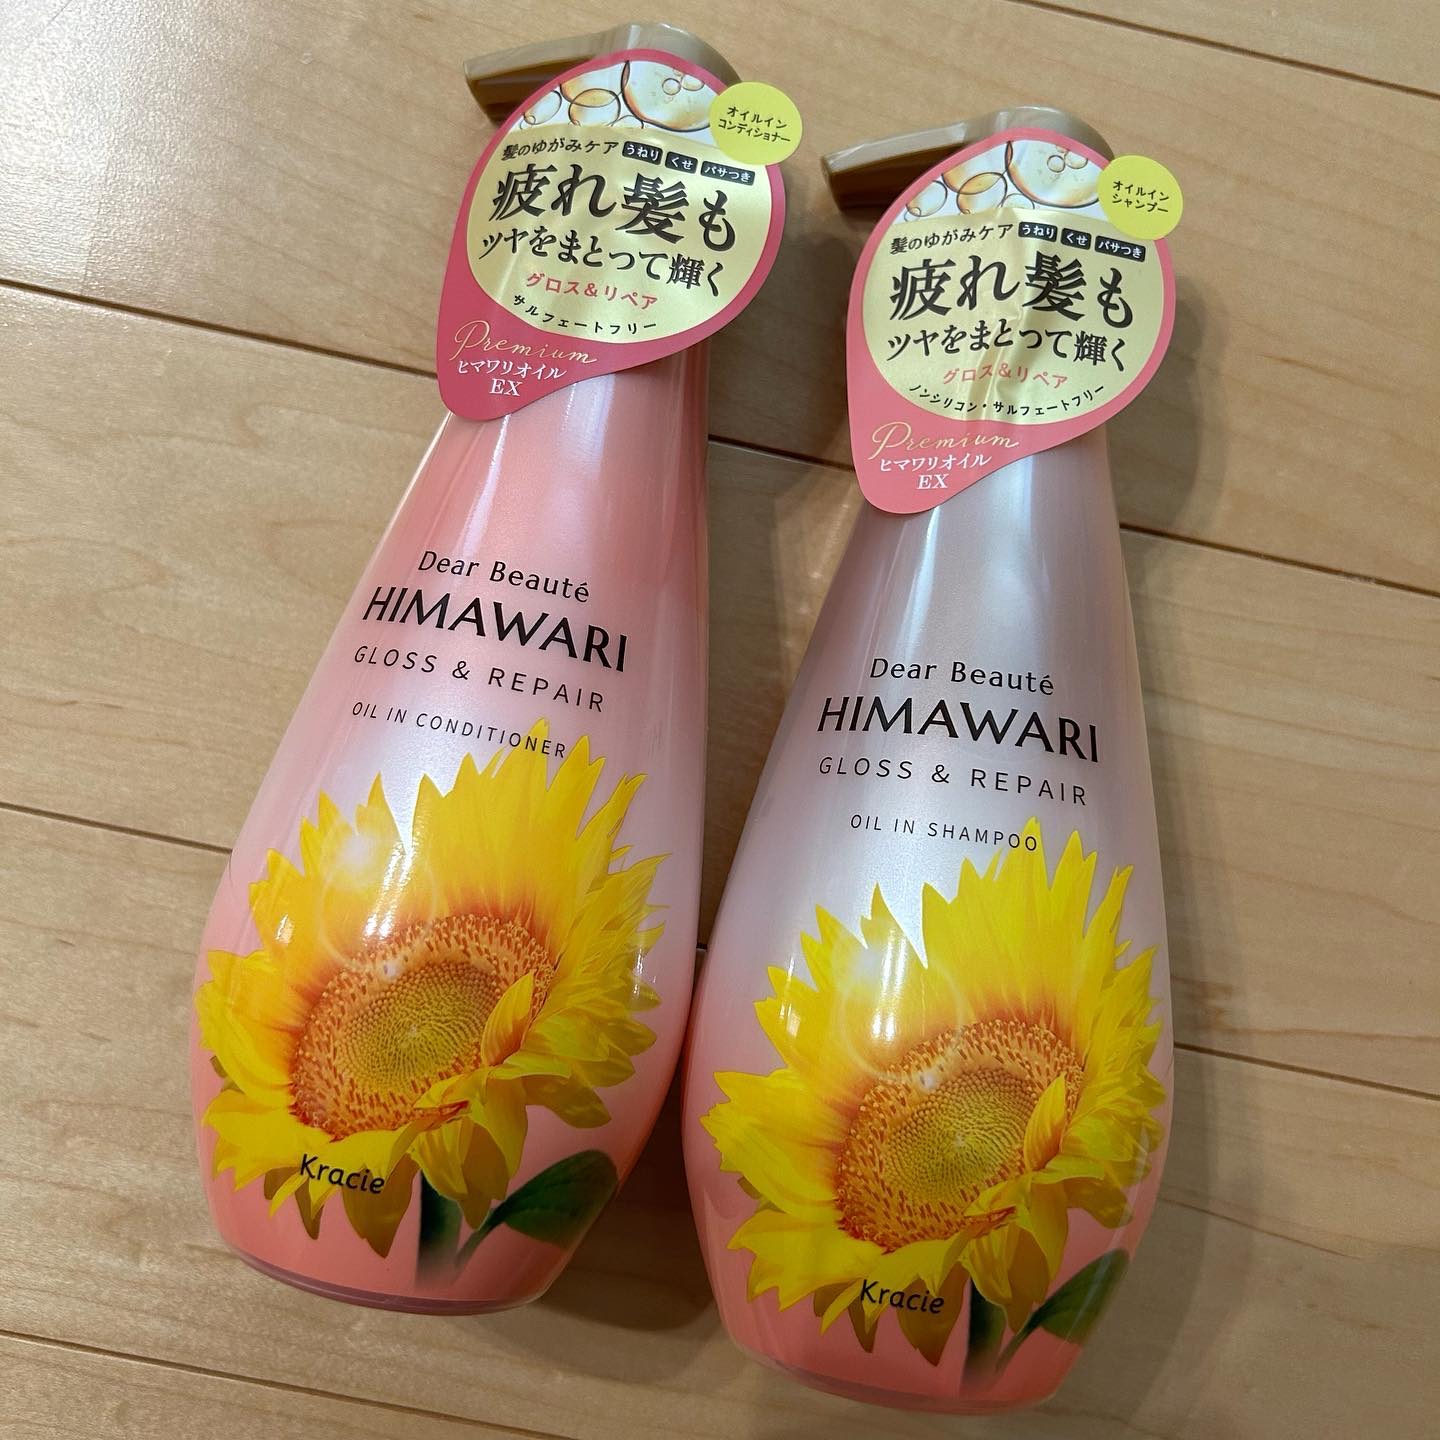 オイルイン
コンディショナー
髪のゆがみケア うねり くせ パサつき
疲れ髪も
ツヤをまとって輝く
グロス&リペア
サルフェートフリー
Premium
ヒマワリオイル
EX
Dear Beauté
HIMAWARI
GLOSS & REPAIR
OIL IN CONDITIONER
Kracie
オイルイン
シャンプー
髪のゆがみケア うねり くせ パサつき
疲れ髪も
ツヤをまとって輝く
グロス&リペア
ノンシリコン・サルフェートフリー
Premium
ヒマワリオイル
EX
Dear Beauté
HIMAWARI
GLOSS & REPAIR
OIL IN SHAMPOO
Kracie